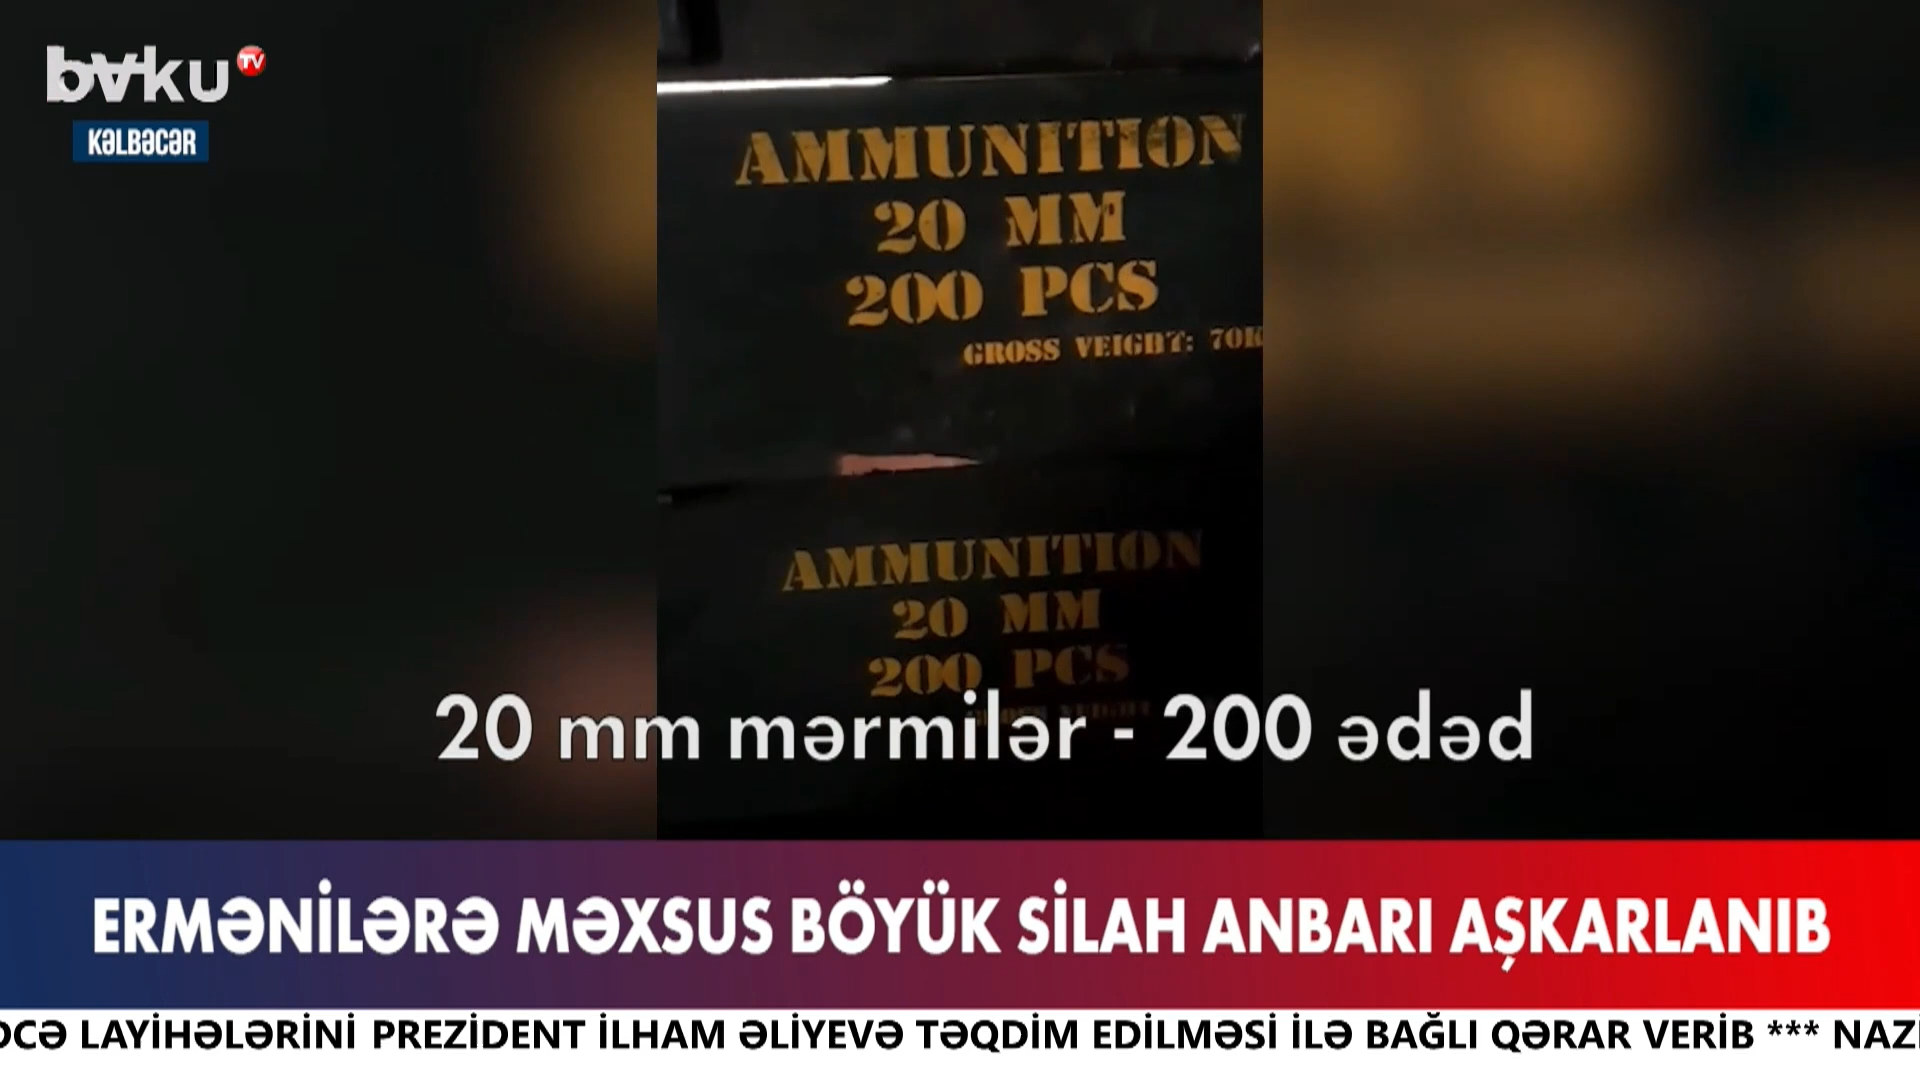 baku TV
KƏLBƏCƏR
AMMUNITION
20 MM
200 PCS
GROSS VEIGHT: 70K
AMMUNITION
20 MM
200 PCS
20 mm mərmilər - 200 ədəd
ERMƏNİLƏRƏ MƏXSUS BÖYÜK SİLAH ANBARI AŞKARLANIB
LAYİHƏLƏRİNİ PREZİDENT İLHAM ƏLİYEVƏ TƏQDİM EDİLMƏSİ İLƏ BAĞLI QƏRAR VERİB ***